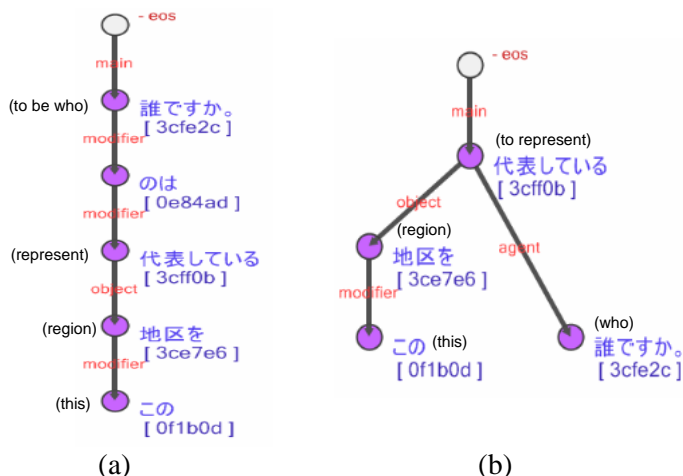 - eos
main
(to be who)
誰ですか。
[ 3cfe2c ]
modifier
のは
[ 0e84ad ]
modifier
(represent)
代表している
[ 3cff0b ]
object
(region)
地区を
[ 3ce7e6 ]
modifier
(this)
この
[ 0f1b0d ]
(a)
- eos
main
(to represent)
代表している
[ 3cff0b ]
object
agent
(region)
地区を
[ 3ce7e6 ]
modifier
この (this)
[ 0f1b0d ]
(who)
誰ですか。
[ 3cfe2c ]
(b)